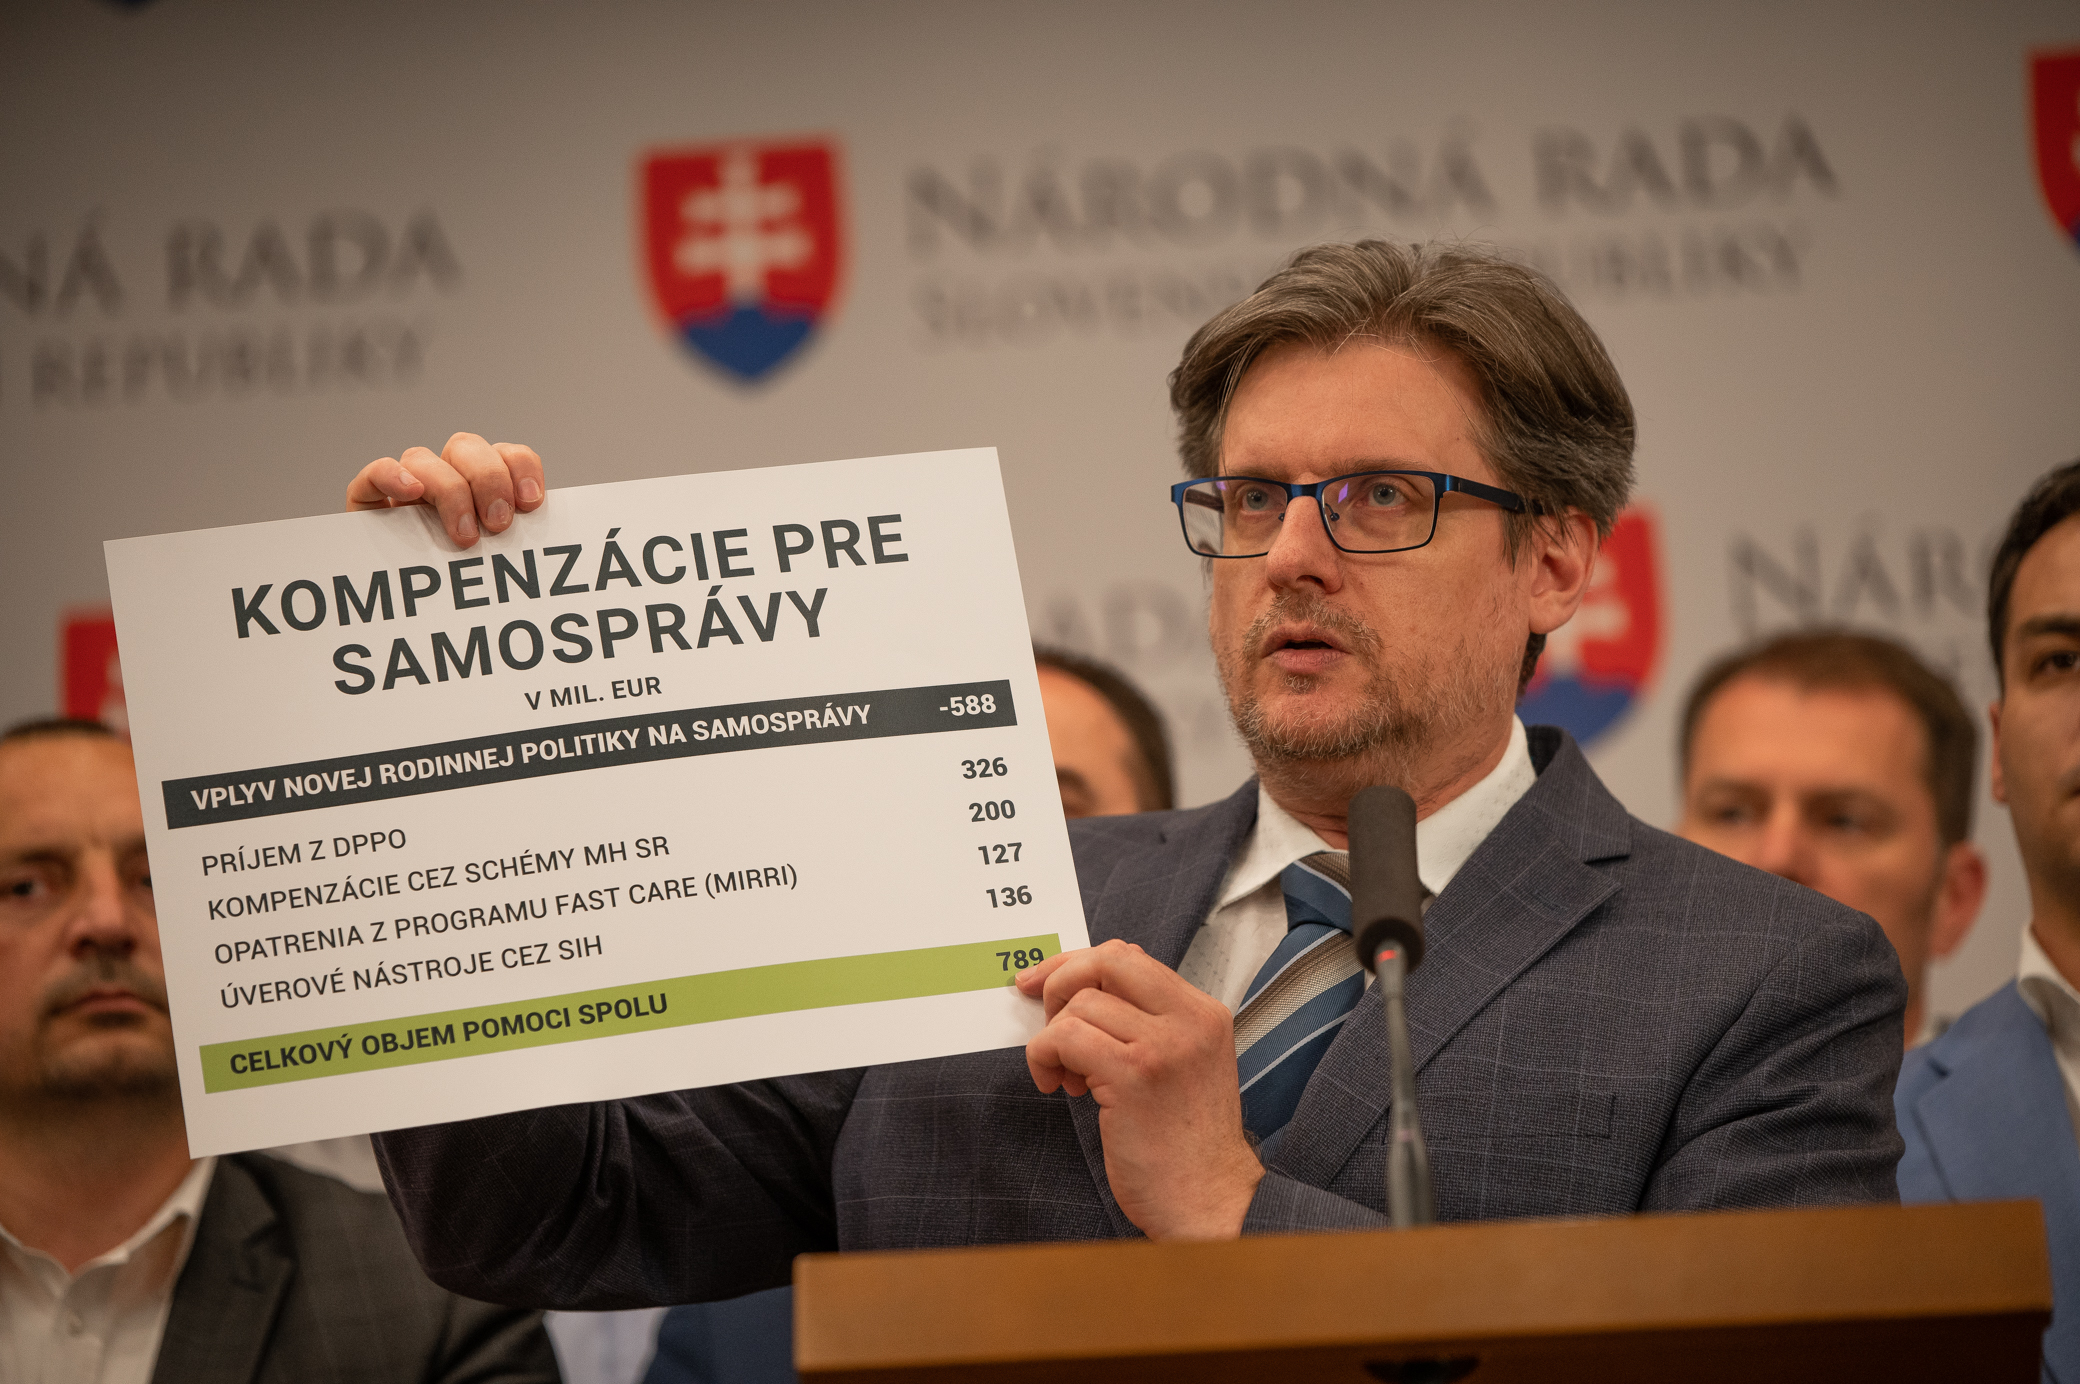 NÁRODNÁ RADA
NÁ RADA
REPUBLIKY
KOMPENZÁCIE PRE
SAMOSPRÁVY
V MIL. EUR
VPLYV NOVEJ RODINNEJ POLITIKY NA SAMOSPRÁVY -588
PRÍJEM Z DPPO 326
KOMPENZÁCIE CEZ SCHÉMY MH SR 200
OPATRENIA Z PROGRAMU FAST CARE (MIRRI) 127
ÚVEROVÉ NÁSTROJE CEZ SIH 136
CELKOVÝ OBJEM POMOCI SPOLU 789